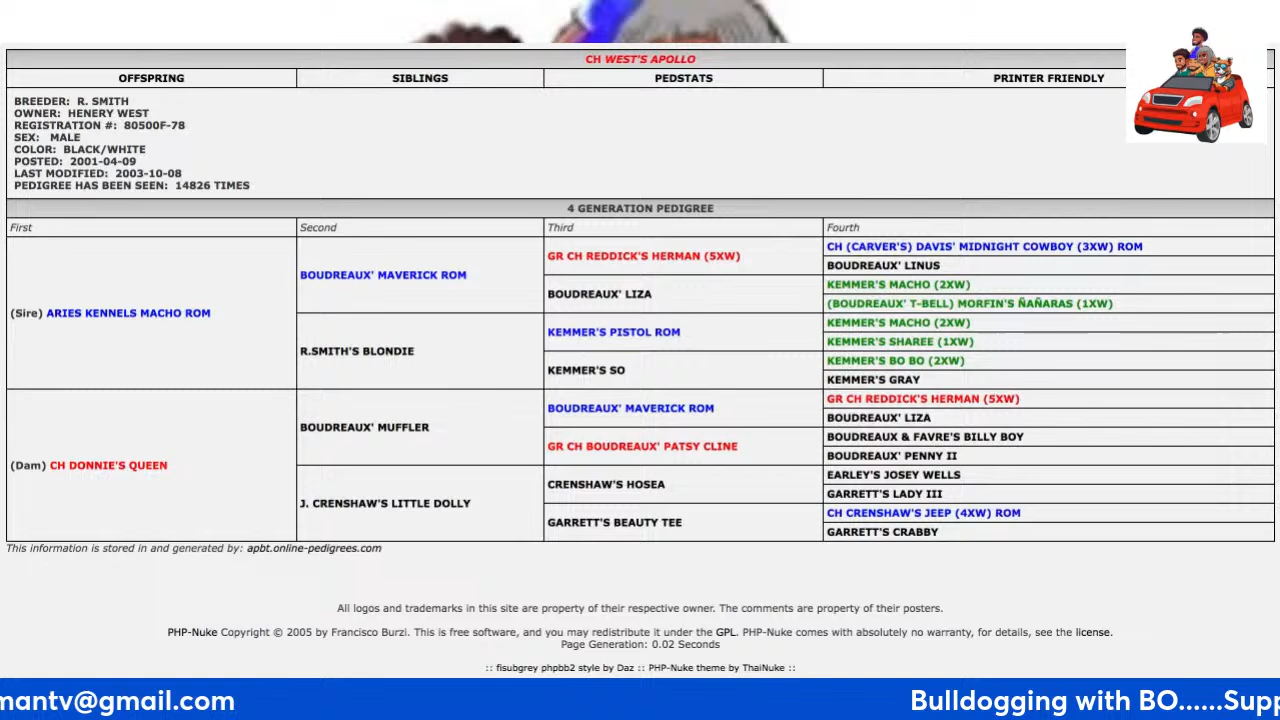 CH WEST'S APOLLO
OFFSPRING SIBLINGS PEDSTATS PRINTER FRIENDLY
BREEDER: R. SMITH
OWNER: HENERY WEST
REGISTRATION #: 80500F-78
SEX: MALE
COLOR: BLACK/WHITE
POSTED: 2001-04-09
LAST MODIFIED: 2003-10-08
PEDIGREE HAS BEEN SEEN: 14826 TIMES
4 GENERATION PEDIGREE
First Second Third Fourth
(Sire) ARIES KENNELS MACHO ROM
BOUDREAUX' MAVERICK ROM
GR CH REDDICK'S HERMAN (5XW)
CH (CARVER'S) DAVIS' MIDNIGHT COWBOY (3XW) ROM
BOUDREAUX' LINUS
BOUDREAUX' LIZA
KEMMER'S MACHO (2XW)
(BOUDREAUX' T-BELL) MORFIN'S ÑAÑARAS (1XW)
R.SMITH'S BLONDIE
KEMMER'S PISTOL ROM
KEMMER'S MACHO (2XW)
KEMMER'S SHAREE (1XW)
KEMMER'S SO
KEMMER'S BO BO (2XW)
KEMMER'S GRAY
(Dam) CH DONNIE'S QUEEN
BOUDREAUX' MUFFLER
BOUDREAUX' MAVERICK ROM
GR CH REDDICK'S HERMAN (5XW)
BOUDREAUX' LIZA
GR CH BOUDREAUX' PATSY CLINE
BOUDREAUX & FAVRE'S BILLY BOY
BOUDREAUX' PENNY II
J. CRENSHAW'S LITTLE DOLLY
CRENSHAW'S HOSEA
EARLEY'S JOSEY WELLS
GARRETT'S LADY III
GARRETT'S BEAUTY TEE
CH CRENSHAW'S JEEP (4XW) ROM
GARRETT'S CRABBY
This information is stored in and generated by: apbt.online-pedigrees.com
All logos and trademarks in this site are property of their respective owner. The comments are property of their posters.
PHP-Nuke Copyright © 2005 by Francisco Burzi. This is free software, and you may redistribute it under the GPL. PHP-Nuke comes with absolutely no warranty, for details, see the license.
Page Generation: 0.02 Seconds
:: fisubgrey phpbb2 style by Daz :: PHP-Nuke theme by ThaiNuke ::
mantv@gmail.com Bulldogging with BO......Supp